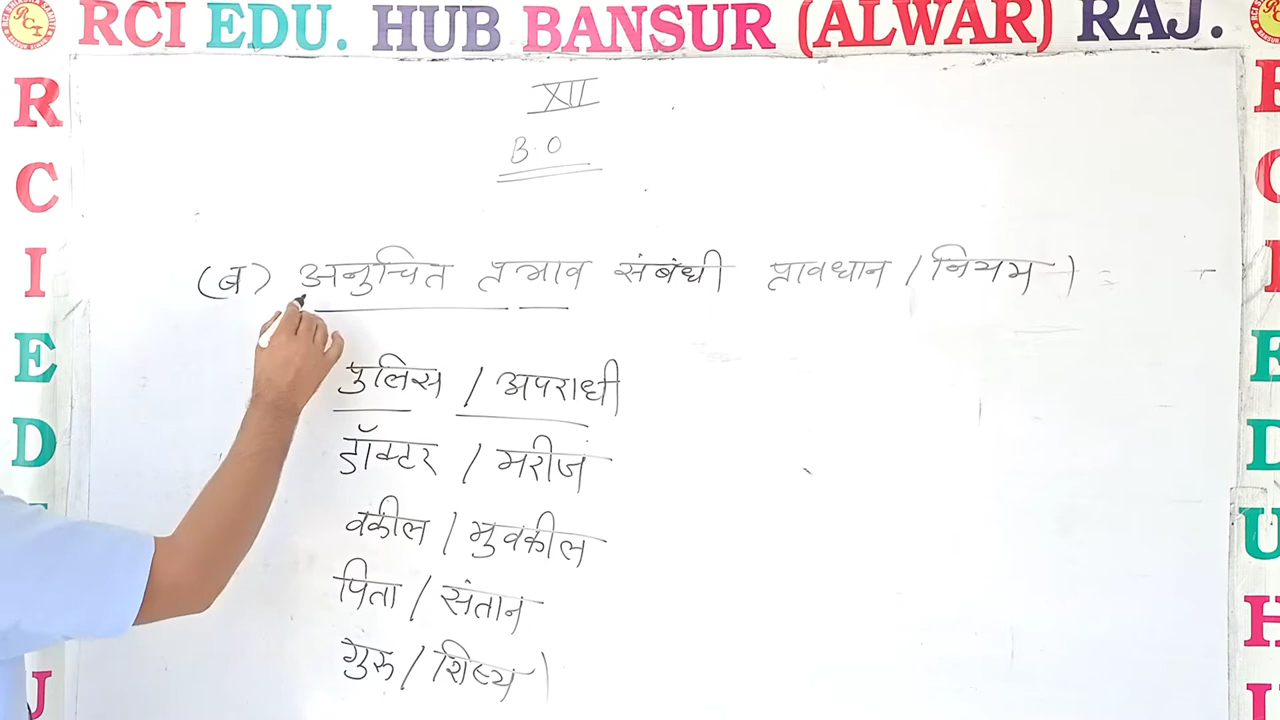 RCI EDU. HUB BANSUR (ALWAR) RAJ.
XII
B.O
(ब) अनुचित प्रभाव संबंधी प्रावधान / नियम।
पुलिस / अपराधी
डॉक्टर / मरीज
वकील / मुवकील
पिता / संतान
गुरू / शिष्य
R
C
I
E
D
U
E
D
U
H